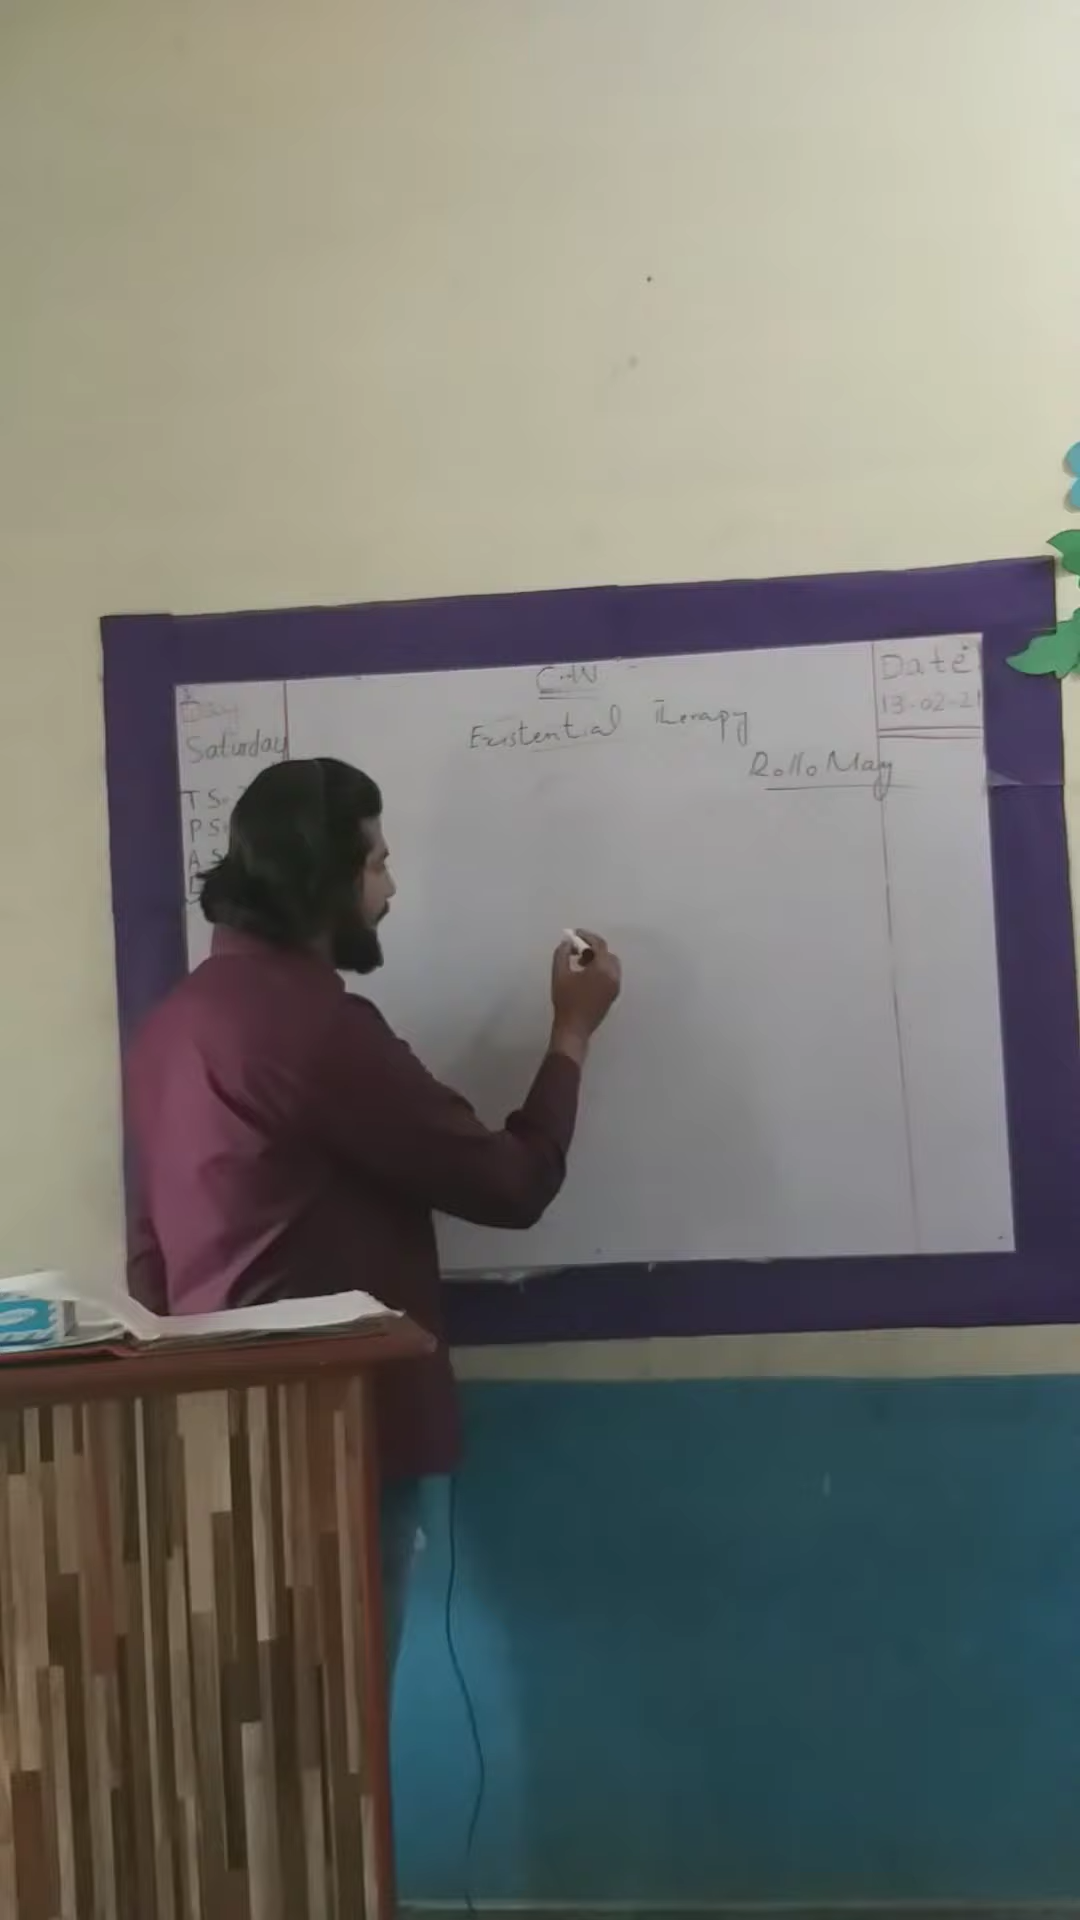 C.W
Day
Saturday
Existential Therapy
Rollo May
Date
13-02-21
T S
P S
A S